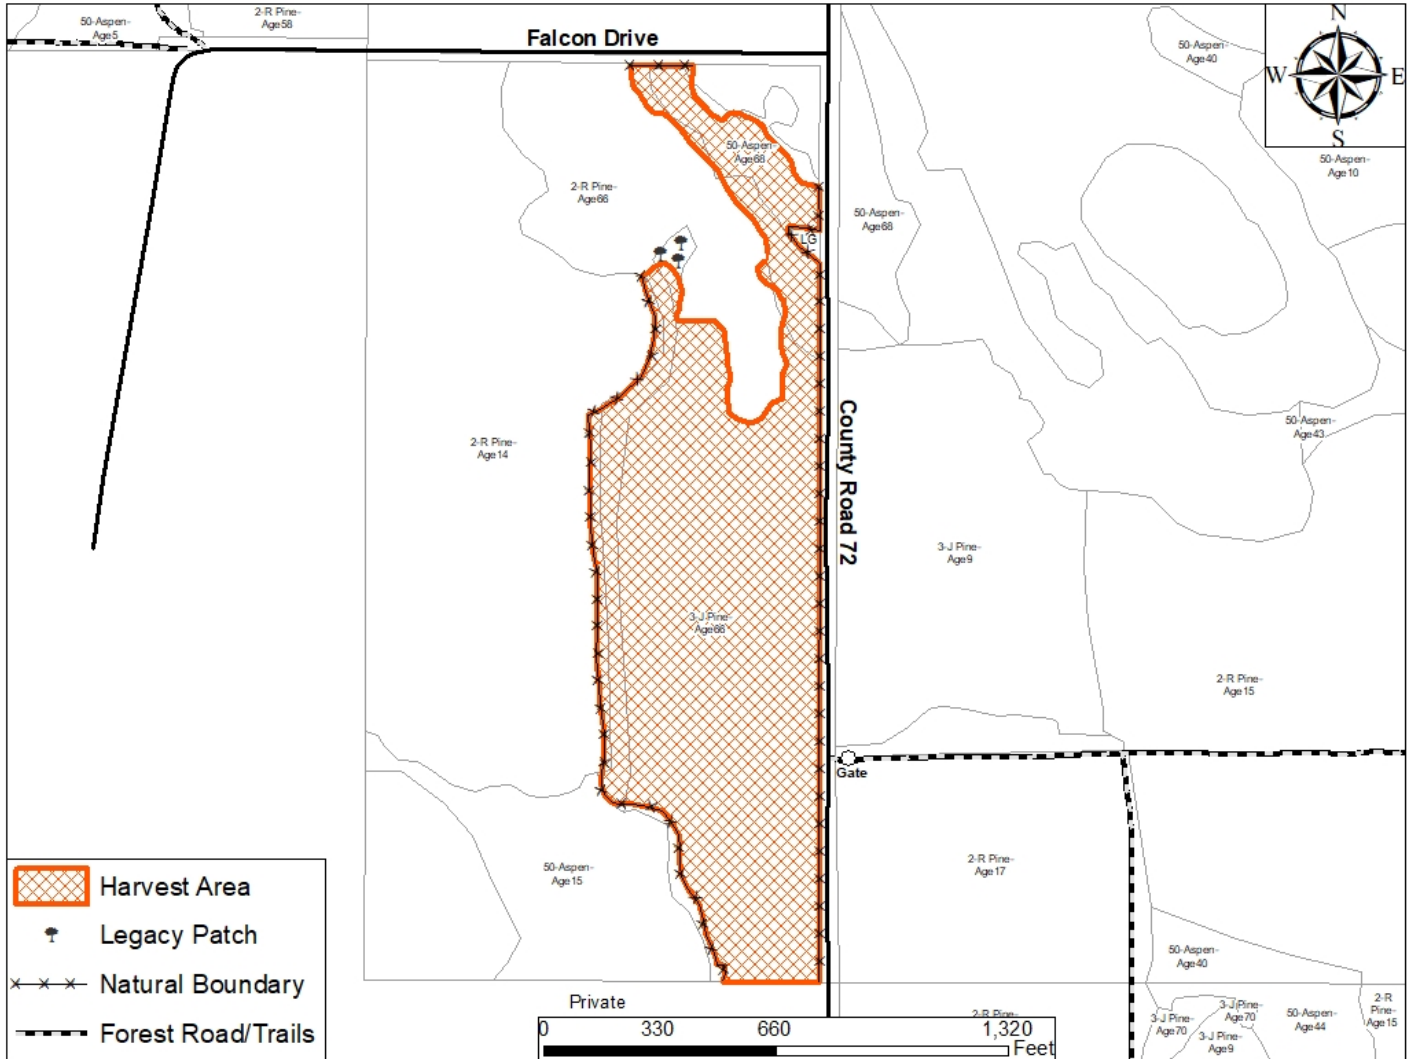 50-Aspen-
Age5
2-R Pine-
Age58
Falcon Drive
50-Aspen-
Age40
N
W
E
S
50-Aspen-
Age68
50-Aspen-
Age10
2-R Pine-
Age66
50-Aspen-
Age68
LG
County Road 72
50-Aspen-
Age43
2-R Pine-
Age14
3-J Pine-
Age9
3-J Pine-
Age66
2-R Pine-
Age15
Gate
50-Aspen-
Age15
2-R Pine-
Age17
50-Aspen-
Age40
Harvest Area
Legacy Patch
Natural Boundary
Forest Road/Trails
Private
2-R Pine-
3-J Pine-
Age70
3-J Pine-
Age70
3-J Pine-
Age9
50-Aspen-
Age44
2-R
Pine-
Age15
0 330 660 1,320
Feet